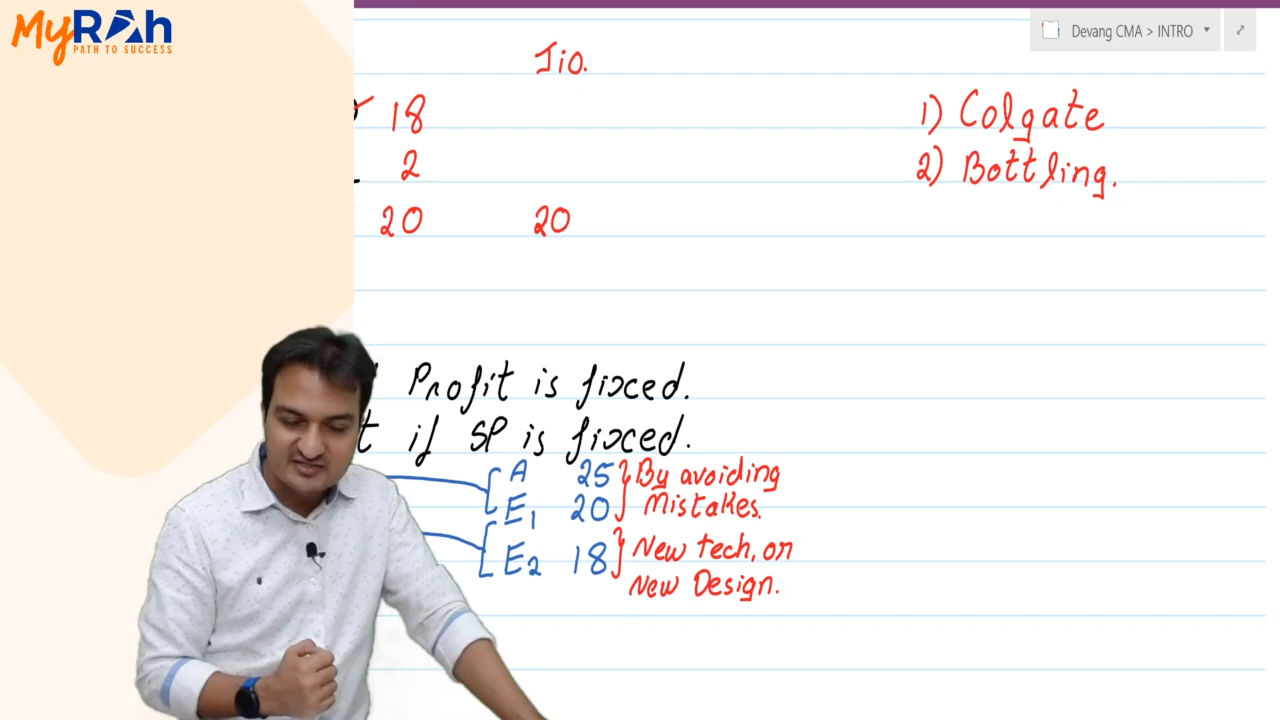 MyRAh
PATH TO SUCCESS
Devang CMA > INTRO
Jio.
18
2
20 20
1) Colgate
2) Bottling.
Profit is fixed.
if SP is fixed.
A 25 By avoiding
E1 20 Mistakes.
E2 18 New tech, or
New Design.